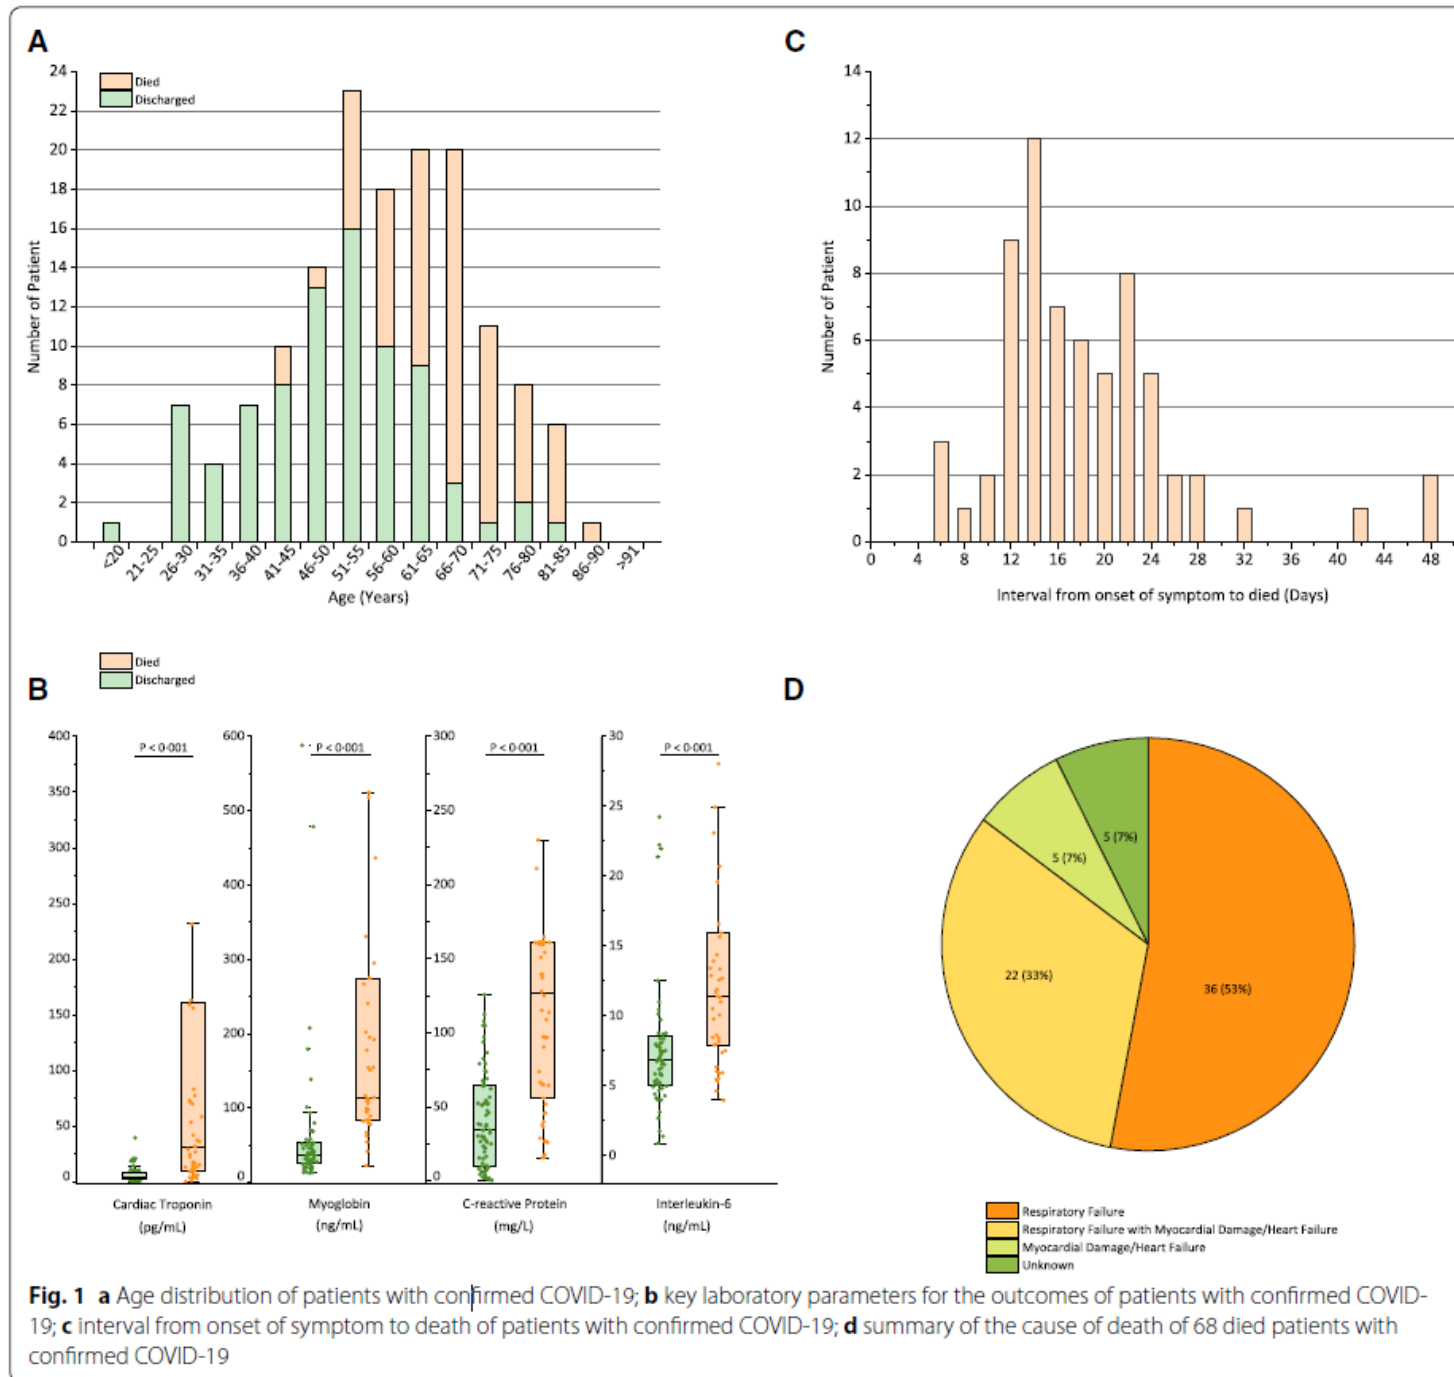 A
Died
Discharged
24
22
20
18
16
14
12
10
8
6
4
2
0
Number of Patient
<20
21-25
26-30
31-35
36-40
41-45
46-50
51-55
56-60
61-65
66-70
71-75
76-80
81-85
86-90
>91
Age (Years)
C
14
12
10
8
6
4
2
0
Number of Patient
0 4 8 12 16 20 24 28 32 36 40 44 48
Interval from onset of symptom to died (Days)
Died
Discharged
B
400
350
300
250
200
150
100
50
0
P < 0·001
Cardiac Troponin
(pg/mL)
600
500
400
300
200
100
0
P < 0·001
Myoglobin
(ng/mL)
300
250
200
150
100
50
0
P < 0·001
C-reactive Protein
(mg/L)
30
25
20
15
10
5
0
P < 0·001
Interleukin-6
(ng/mL)
D
5 (7%)
5 (7%)
22 (33%)
36 (53%)
Respiratory Failure
Respiratory Failure with Myocardial Damage/Heart Failure
Myocardial Damage/Heart Failure
Unknown
Fig. 1 a Age distribution of patients with confirmed COVID-19; b key laboratory parameters for the outcomes of patients with confirmed COVID-
19; c interval from onset of symptom to death of patients with confirmed COVID-19; d summary of the cause of death of 68 died patients with
confirmed COVID-19